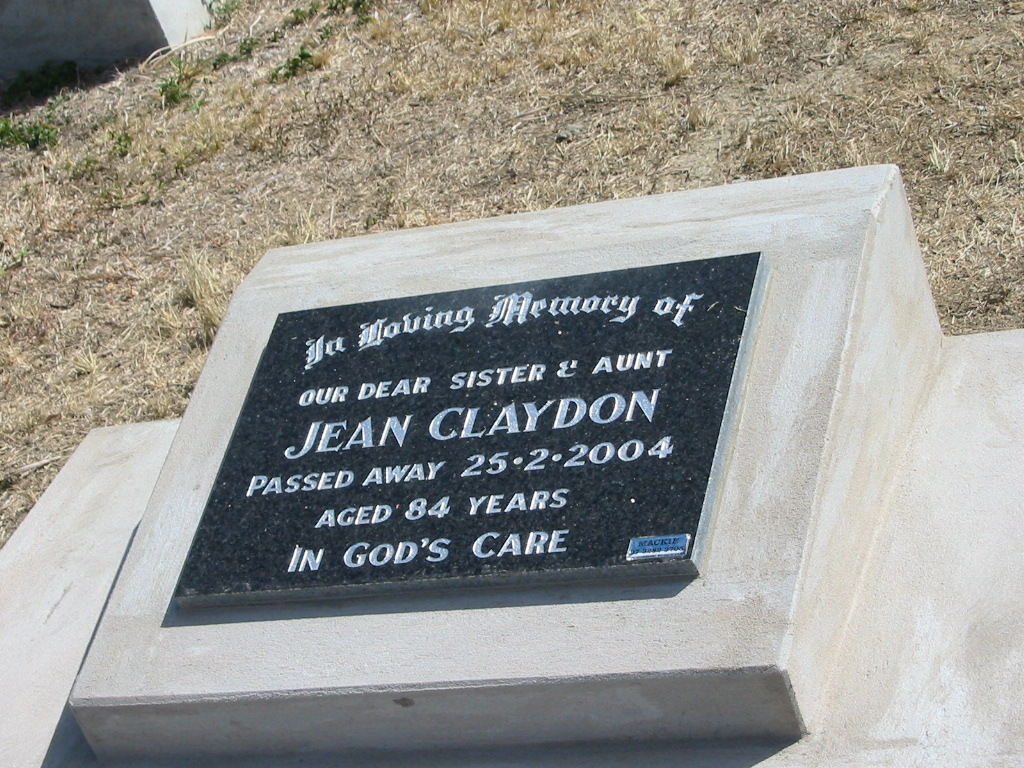 In Loving Memory of
OUR DEAR SISTER & AUNT
JEAN CLAYDON
PASSED AWAY 25·2·2004
AGED 84 YEARS
IN GOD'S CARE
MACKIE